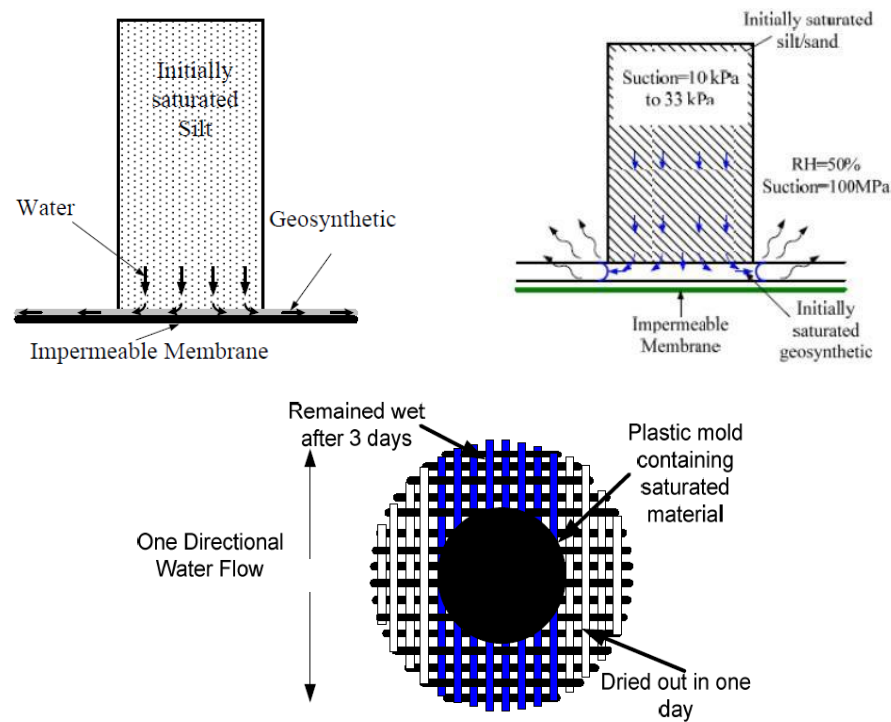 Initially
saturated
Silt
Water
Geosynthetic
Impermeable Membrane
Initially saturated
silt/sand
Suction=10 kPa
to 33 kPa
RH=50%
Suction=100MPa
Impermeable
Membrane
Initially
saturated
geosynthetic
Remained wet
after 3 days
Plastic mold
containing
saturated
material
One Directional
Water Flow
Dried out in one
day